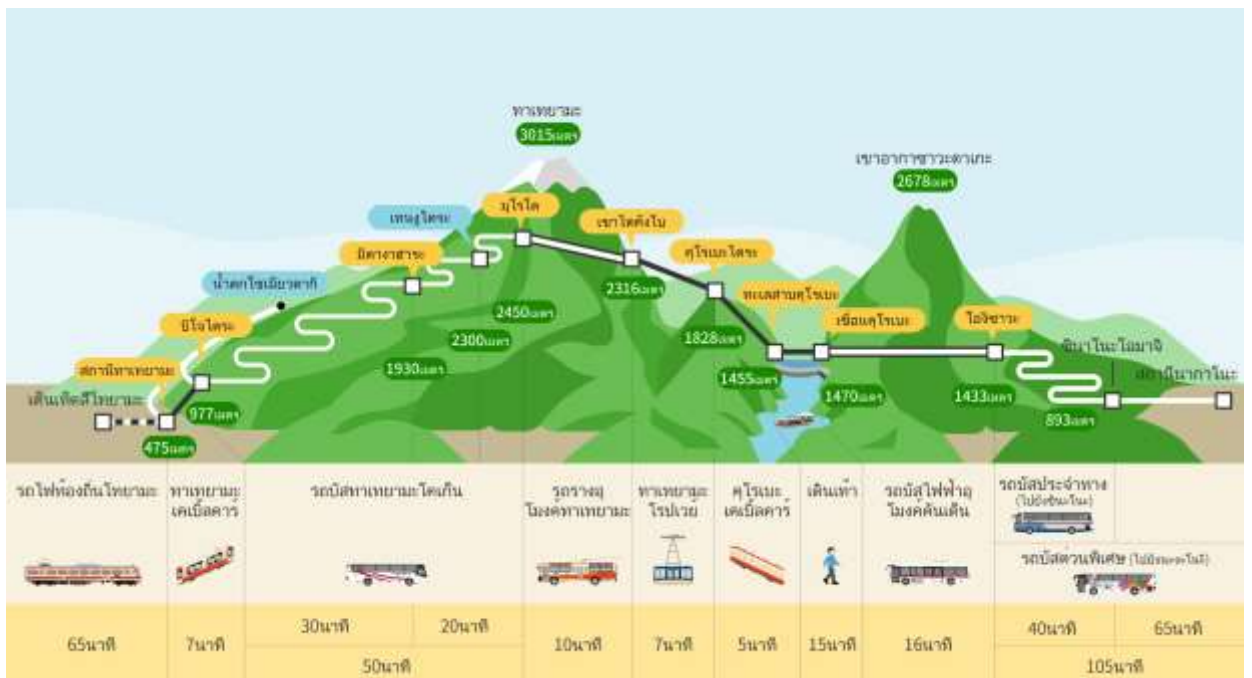 ทาเทยามะ
3015เมตร
เขาอากาซาวะดาเกะ
2678เมตร
มุโรโด
เทนงูไดระ
เขาไดคังโบ
มิดางาฮาระ
คุโรเบะไดระ
น้ำตกโชเมียวดากิ
2316เมตร
ทะเลสาบคุโรเบะ
2450เมตร
บิโจไดระ
เขื่อนคุโรเบะ
โอกิซาวะ
2300เมตร
1828เมตร
ชินาโนะโอมาจิ
สถานีทาเทยามะ
1930เมตร
1455เมตร
สถานีนากาโนะ
เด็นเท็ตสึโทยามะ
977เมตร
1470เมตร
1433เมตร
893เมตร
475เมตร
รถไฟท้องถิ่นโทยามะ
ทาเทยามะ
เคเบิ้ลคาร์
รถบัสทาเทยามะโคเก็น
รถรางอุ
โมงค์ทาเทยามะ
ทาเทยามะ
โรปเวย์
คุโรเบะ
เคเบิ้ลคาร์
เดินเท้า
รถบัสไฟฟ้าอุ
โมงค์คันเด็น
รถบัสประจำทาง
(ไปยังชินะโนะ)
รถบัสด่วนพิเศษ
65นาที
7นาที
30นาที
20นาที
50นาที
10นาที
7นาที
5นาที
15นาที
16นาที
40นาที
65นาที
105นาที